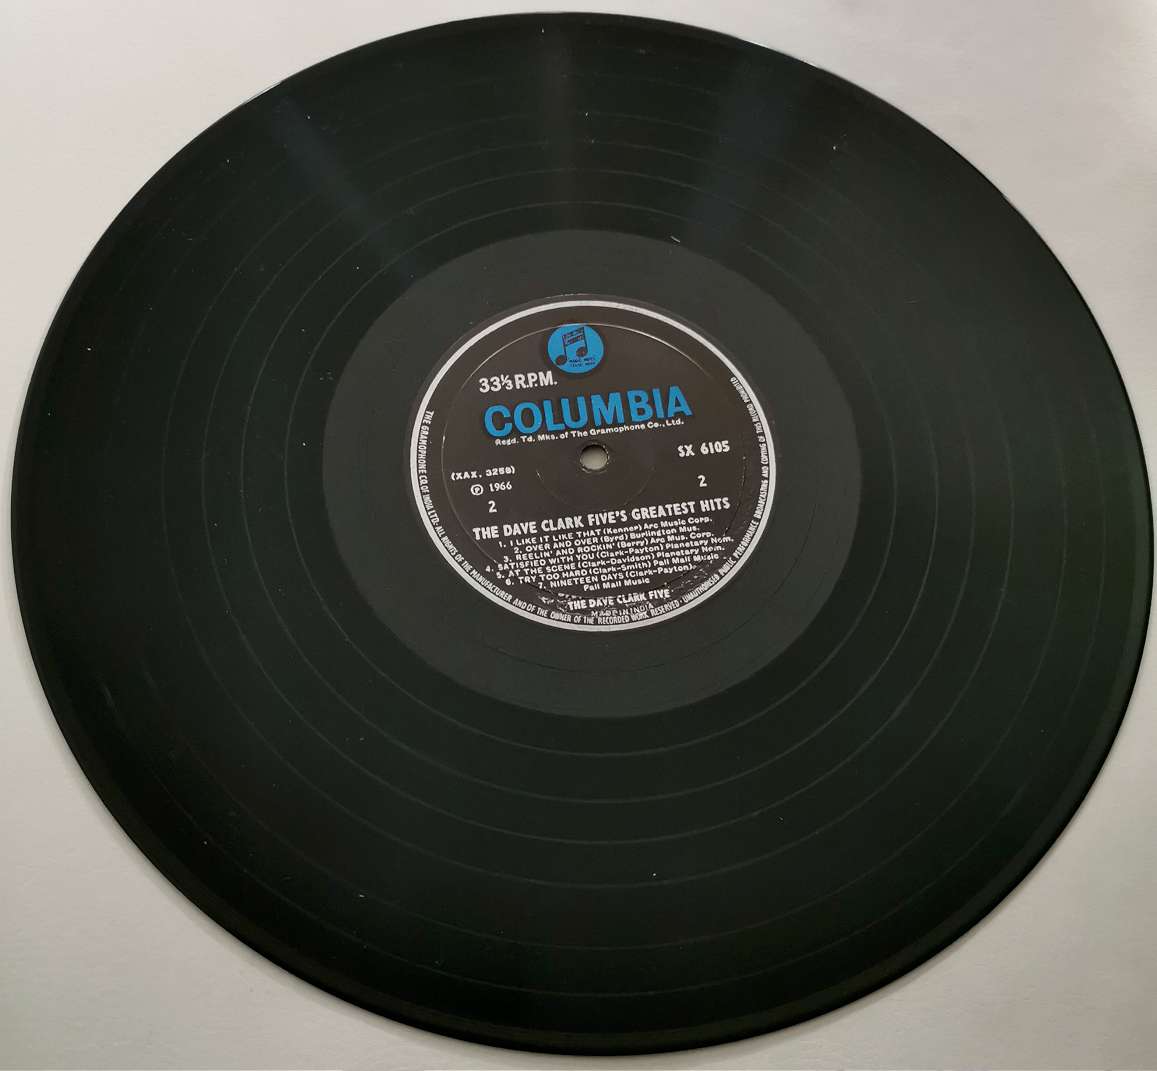 33⅓ R.P.M.
COLUMBIA
Regd. Td. Mks. of The Gramophone Co., Ltd.
SX 6105
(XAX. 3258)
℗ 1966
2
2
THE DAVE CLARK FIVE'S GREATEST HITS
1. I LIKE IT LIKE THAT (Kenner) Arc Music Corp.
2. OVER AND OVER (Byrd) Burlington Mus.
3. REELIN' AND ROCKIN' (Berry) Arc Mus. Corp.
4. SATISFIED WITH YOU (Clark-Payton) Planetary Nom.
5. AT THE SCENE (Clark-Davidson) Planetary Nom.
6. TRY TOO HARD (Clark-Smith) Pall Mall Music
7. NINETEEN DAYS (Clark-Payton)
Pall Mall Music
THE DAVE CLARK FIVE
MADE IN INDIA
THE GRAMOPHONE CO. OF INDIA LTD. ALL RIGHTS OF THE MANUFACTURER AND OF THE OWNER OF THE RECORDED WORK RESERVED · UNAUTHORISED PUBLIC PERFORMANCE BROADCASTING AND COPYING OF THIS RECORD PROHIBITED